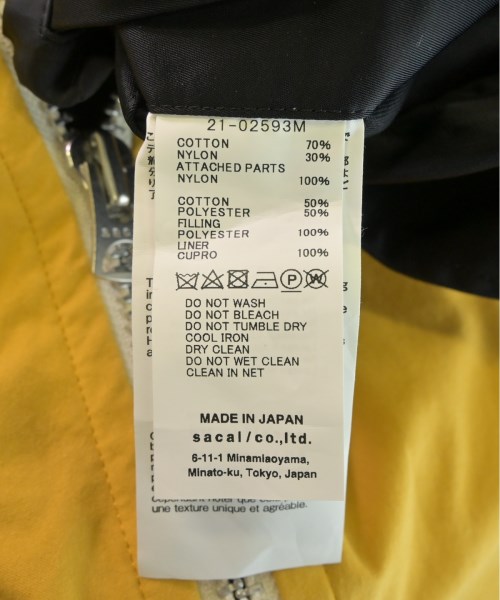 21-02593M
COTTON 70%
NYLON 30%
ATTACHED PARTS
NYLON 100%
COTTON 50%
POLYESTER 50%
FILLING
POLYESTER 100%
LINER
CUPRO 100%
P W
DO NOT WASH
DO NOT BLEACH
DO NOT TUMBLE DRY
COOL IRON
DRY CLEAN
DO NOT WET CLEAN
CLEAN IN NET
MADE IN JAPAN
sacai/co.,ltd.
6-11-1 Minamiaoyama,
Minato-ku, Tokyo, Japan
une texture unique et agréable.